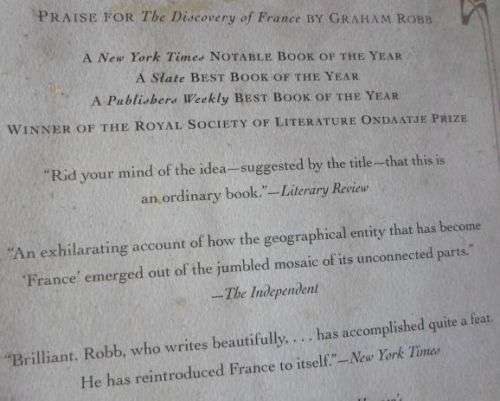 PRAISE FOR The Discovery of France BY GRAHAM ROBB
A New York Times NOTABLE BOOK OF THE YEAR
A Slate BEST BOOK OF THE YEAR
A Publishers Weekly BEST BOOK OF THE YEAR
WINNER OF THE ROYAL SOCIETY OF LITERATURE ONDAATJE PRIZE
“Rid your mind of the idea—suggested by the title—that this is
an ordinary book.”—Literary Review
“An exhilarating account of how the geographical entity that has become
‘France’ emerged out of the jumbled mosaic of its unconnected parts.”
—The Independent
“Brilliant. Robb, who writes beautifully, . . . has accomplished quite a feat.
He has reintroduced France to itself.”—New York Times